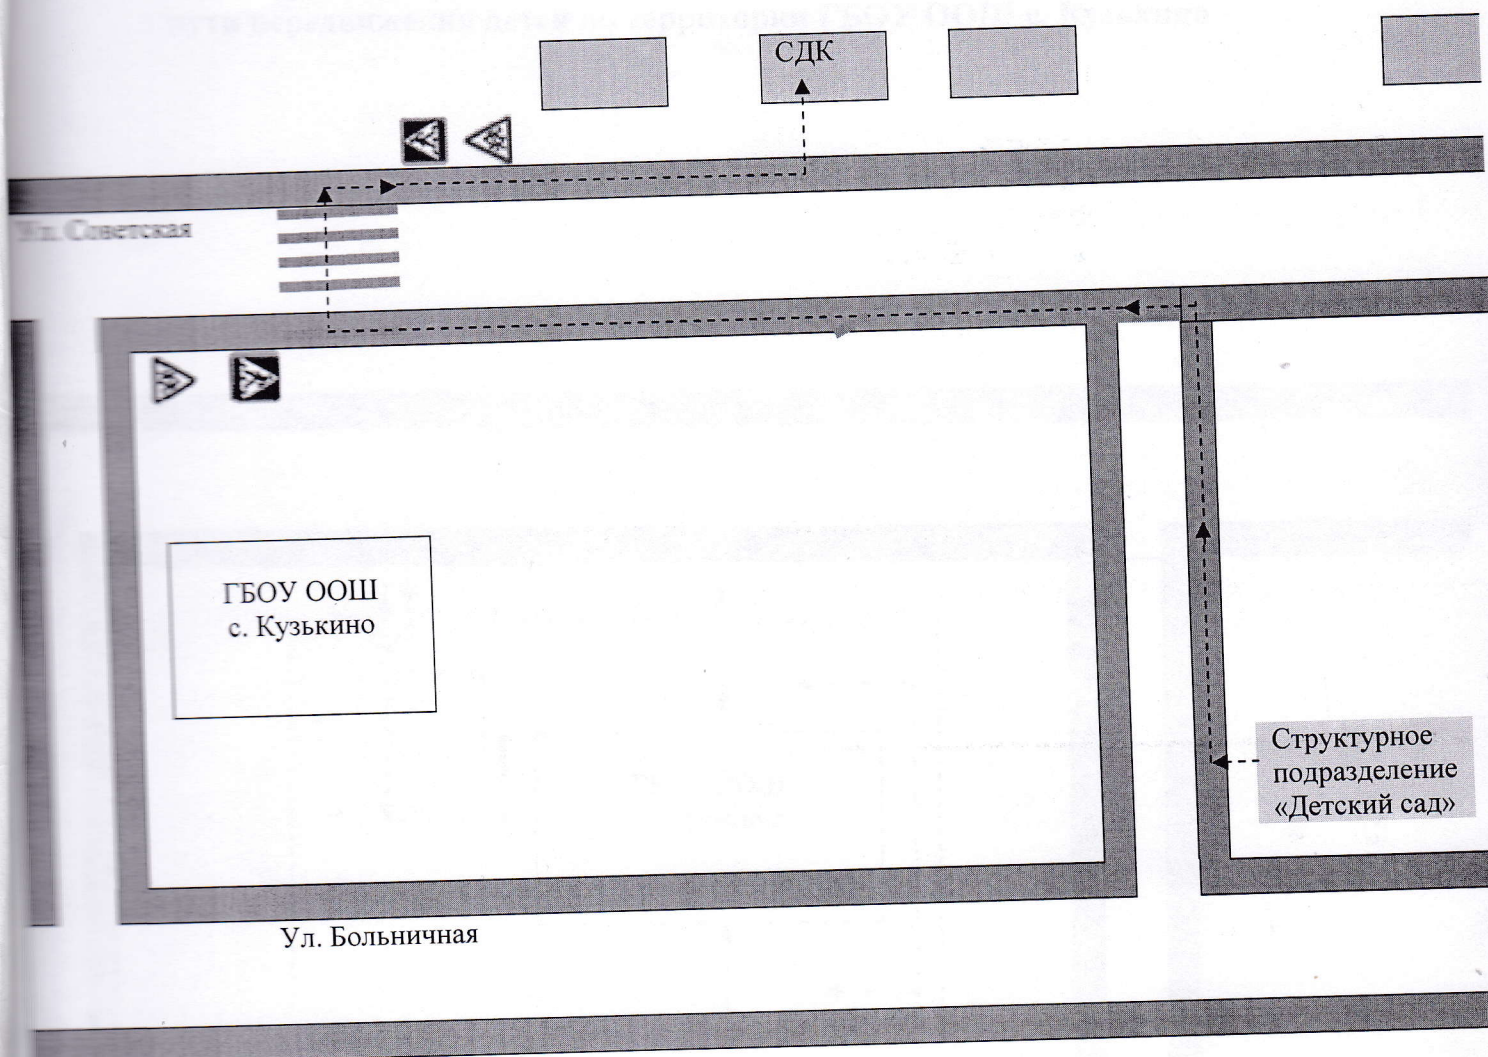 СДК
Ул. Советская
ГБОУ ООШ
с. Кузькино
Структурное
подразделение
«Детский сад»
Ул. Больничная